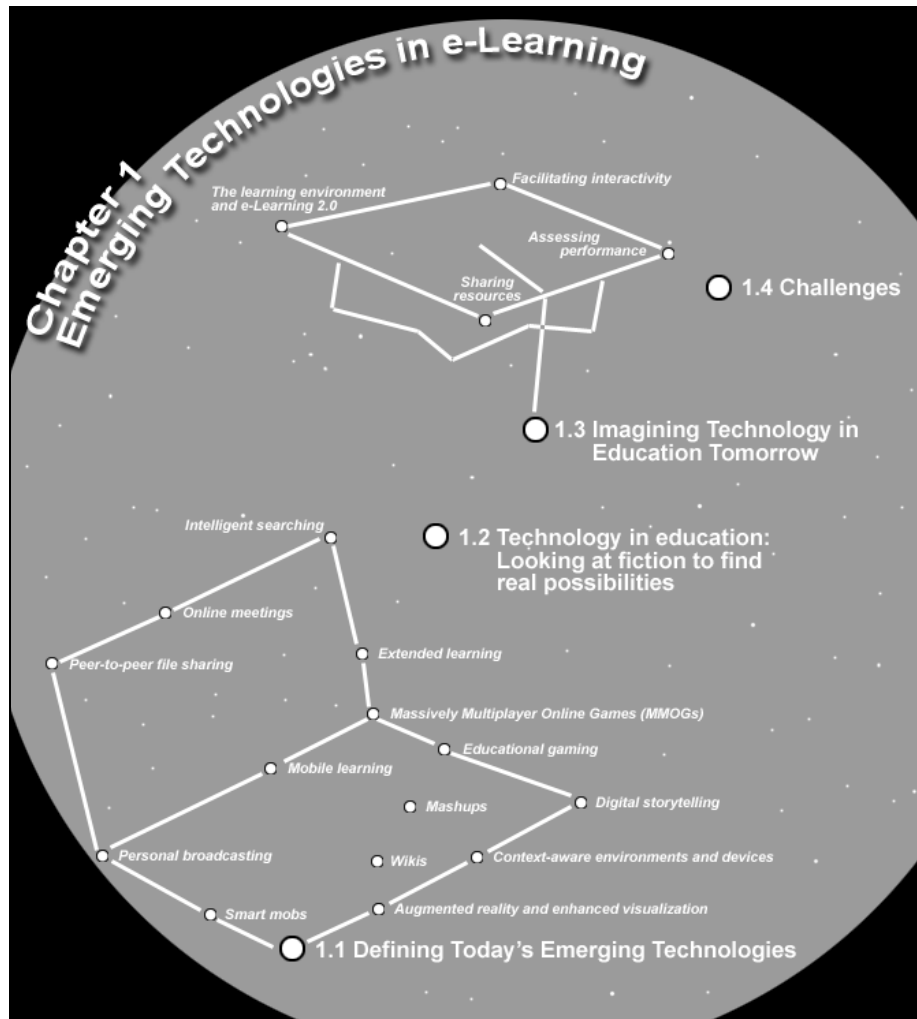 Chapter 1
Emerging Technologies in e-Learning
Facilitating interactivity
The learning environment
and e-Learning 2.0
Assessing
performance
Sharing
resources
1.4 Challenges
1.3 Imagining Technology in
Education Tomorrow
Intelligent searching
1.2 Technology in education:
Looking at fiction to find
real possibilities
Online meetings
Peer-to-peer file sharing
Extended learning
Massively Multiplayer Online Games (MMOGs)
Educational gaming
Mobile learning
Mashups
Digital storytelling
Personal broadcasting
Wikis
Context-aware environments and devices
Smart mobs
Augmented reality and enhanced visualization
1.1 Defining Today's Emerging Technologies